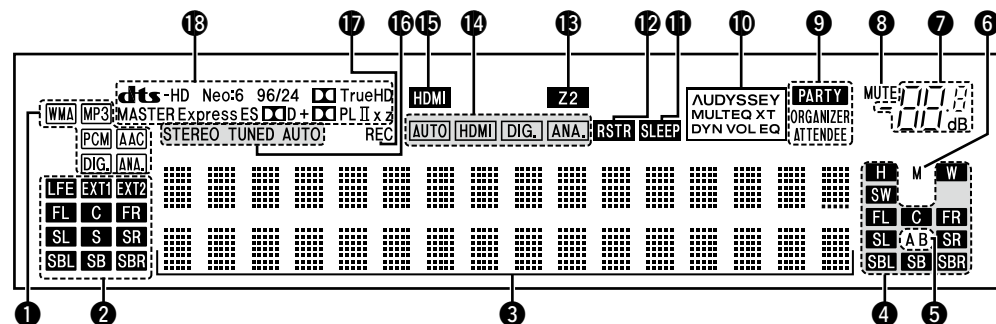 ⑱ ⑰ ⑯ ⑮ ⑭ ⑬ ⑫ ⑪ ⑩ ⑨ ⑧ ⑦ ⑥
dts-HD Neo:6 96/24 TrueHD
MASTER Express ES D+ PL II x z
STEREO TUNED AUTO
REC
HDMI
Z2
AUTO HDMI DIG. ANA.
RSTR SLEEP
AUDYSSEY
MULTEQ XT
DYN VOL EQ
PARTY
ORGANIZER
ATTENDEE
MUTE
dB
WMA MP3
PCM AAC
DIG. ANA.
LFE EXT1 EXT2
FL C FR
SL S SR
SBL SB SBR
H M W
SW
FL C FR
SL A B SR
SBL SB SBR
① ② ③ ④ ⑤